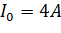 I₀ = 4A